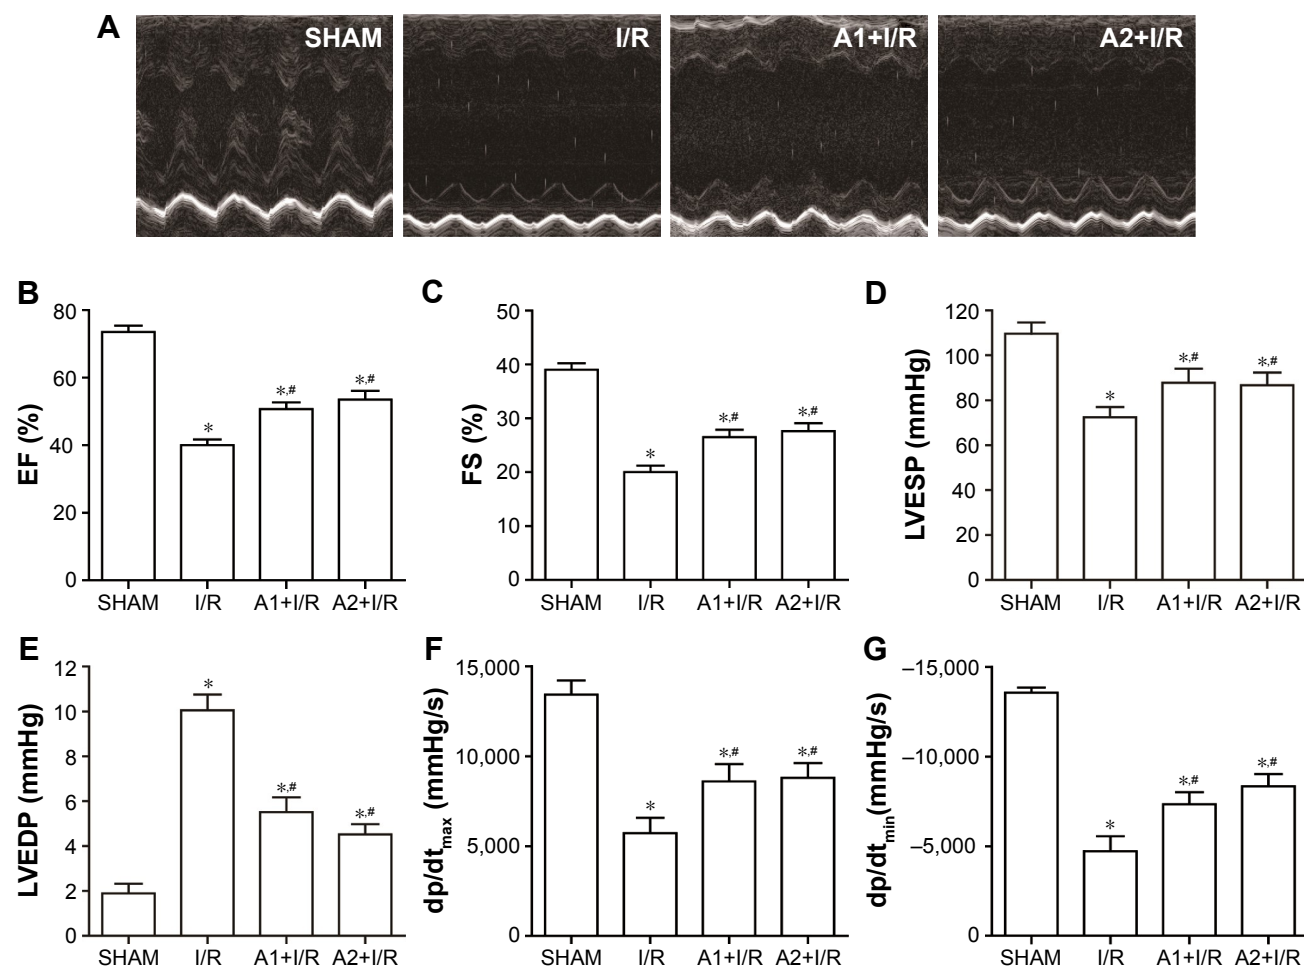 A
SHAM
I/R
A1+I/R
A2+I/R
B
EF (%)
80
60
40
20
0
*
*,#
*,#
SHAM I/R A1+I/R A2+I/R
C
FS (%)
50
40
30
20
10
0
*
*,#
*,#
SHAM I/R A1+I/R A2+I/R
D
LVESP (mmHg)
120
100
80
60
40
20
0
*
*,#
*,#
SHAM I/R A1+I/R A2+I/R
E
LVEDP (mmHg)
12
10
8
6
4
2
0
*
*,#
*,#
SHAM I/R A1+I/R A2+I/R
F
dp/dtmax (mmHg/s)
15,000
10,000
5,000
0
*
*,#
*,#
SHAM I/R A1+I/R A2+I/R
G
dp/dtmin(mmHg/s)
–15,000
–10,000
–5,000
0
*
*,#
*,#
SHAM I/R A1+I/R A2+I/R